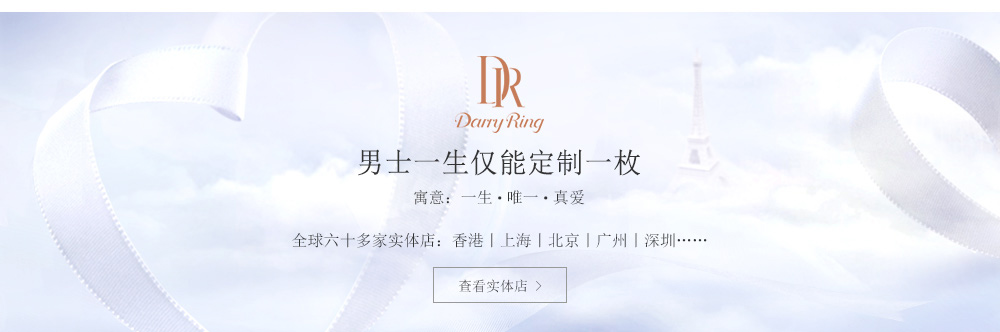 DR
Darry Ring
男士一生仅能定制一枚
寓意：一生·唯一·真爱
全球六十多家实体店：香港｜上海｜北京｜广州｜深圳……
查看实体店 >